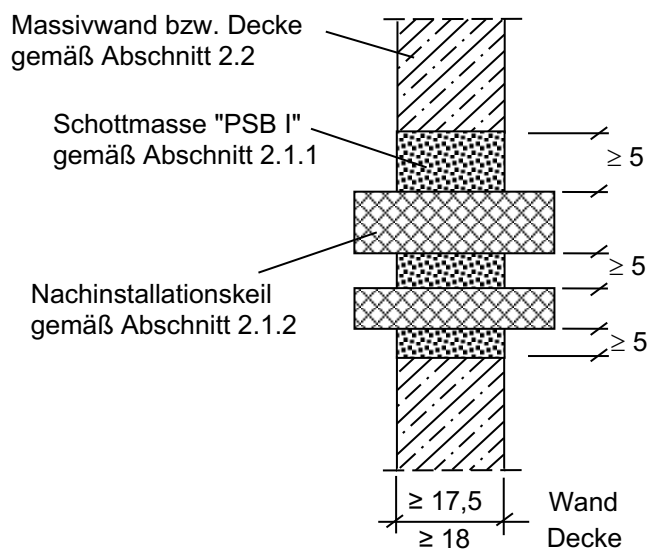 Massivwand bzw. Decke
gemäß Abschnitt 2.2
Schottmasse "PSB I"
gemäß Abschnitt 2.1.1
≥ 5
≥ 5
Nachinstallationskeil
gemäß Abschnitt 2.1.2
≥ 5
≥ 17,5 Wand
≥ 18 Decke